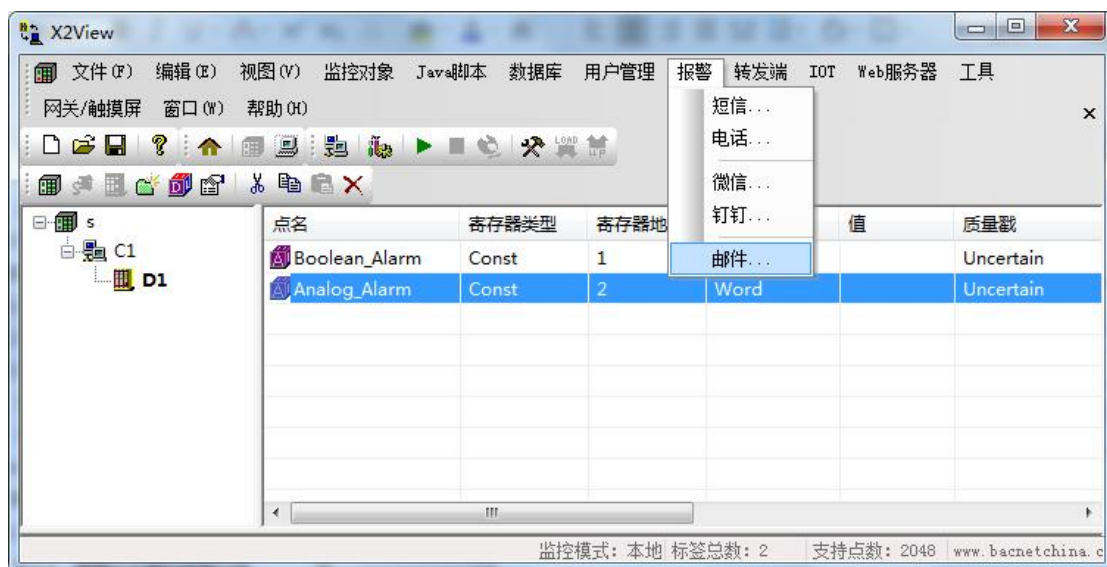 X2View
文件(F) 编辑(E) 视图(V) 监控对象 Java脚本 数据库 用户管理 报警 转发端 IOT Web服务器 工具
网关/触摸屏 窗口(W) 帮助(H)
短信...
电话...
微信...
钉钉...
邮件...
LOAD
s
C1
D1
点名 寄存器类型 寄存器地 值 质量戳
Boolean_Alarm Const 1 Uncertain
Analog_Alarm Const 2 Word Uncertain
监控模式: 本地 标签总数: 2 支持点数: 2048 www.bacnetchina.c